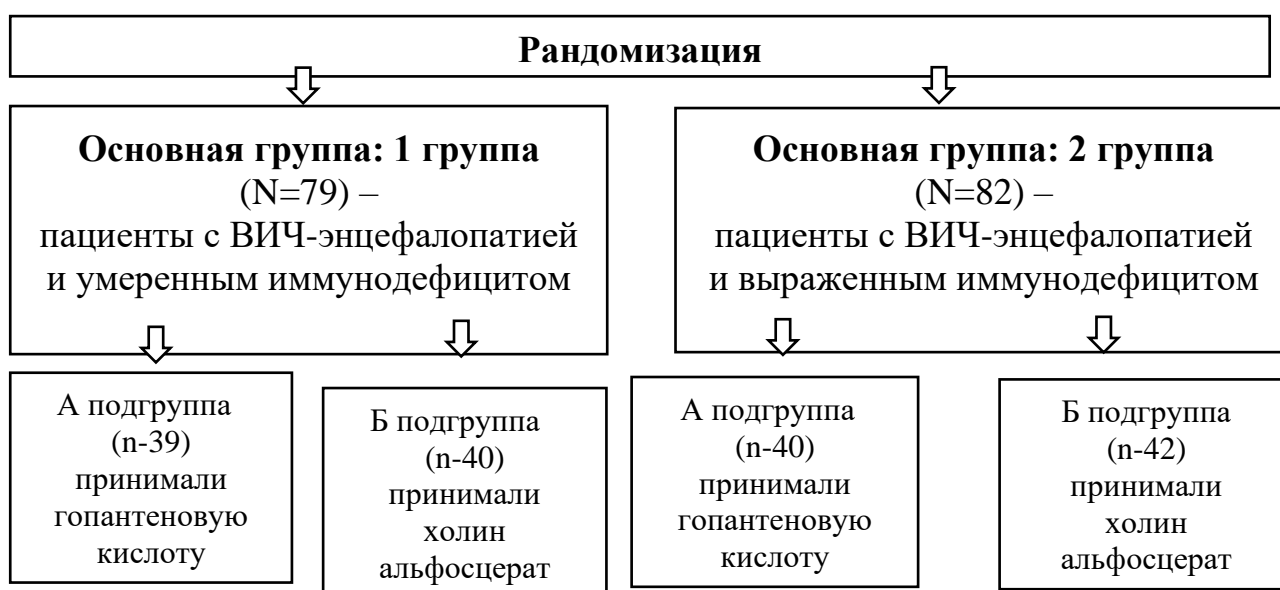 Рандомизация
Основная группа: 1 группа
(N=79) –
пациенты с ВИЧ-энцефалопатией
и умеренным иммунодефицитом
Основная группа: 2 группа
(N=82) –
пациенты с ВИЧ-энцефалопатией
и выраженным иммунодефицитом
А подгруппа
(n-39)
принимали
гопантеновую
кислоту
Б подгруппа
(n-40)
принимали
холин
альфосцерат
А подгруппа
(n-40)
принимали
гопантеновую
кислоту
Б подгруппа
(n-42)
принимали
холин
альфосцерат